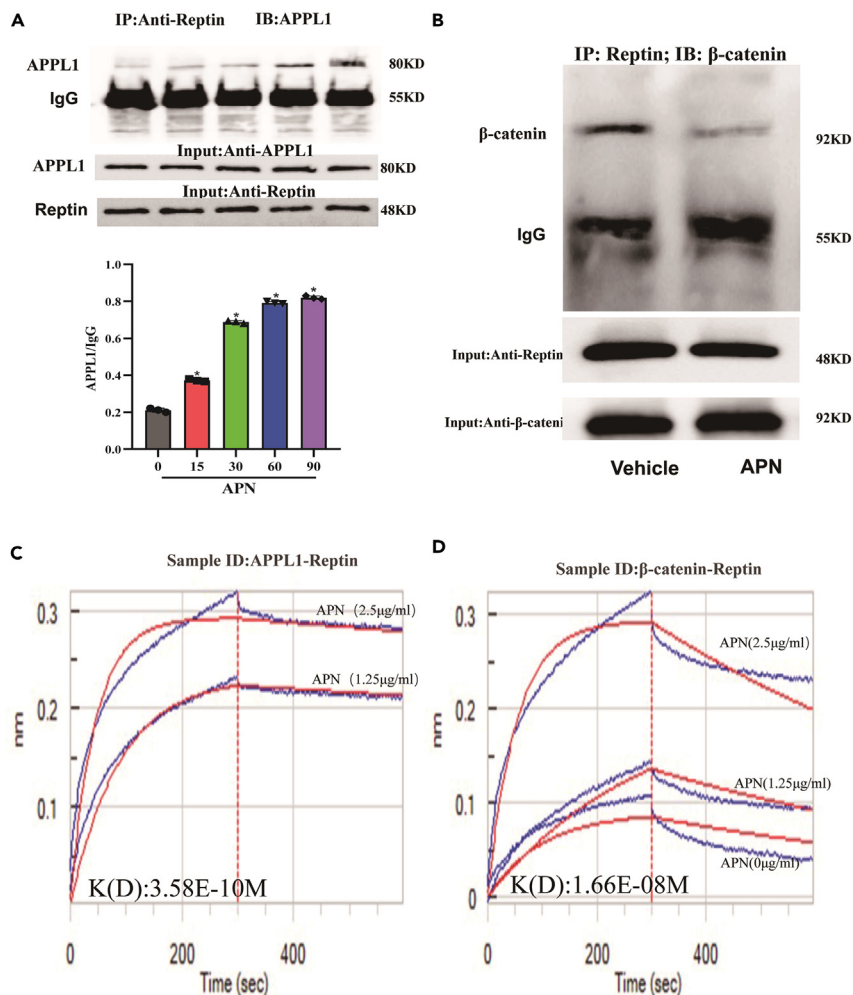 A
IP:Anti-Reptin IB:APPL1
APPL1 80KD
IgG 55KD
Input:Anti-APPL1
APPL1 80KD
Input:Anti-Reptin
Reptin 48KD
1.0
0.8
0.6
0.4
0.2
0.0
APPL1/IgG
* * * *
0 15 30 60 90
APN
B
IP: Reptin; IB: β-catenin
β-catenin 92KD
IgG 55KD
Input:Anti-Reptin 48KD
Input:Anti-β-cateni 92KD
Vehicle APN
C
Sample ID:APPL1-Reptin
0.3
0.2
0.1
nm
APN (2.5μg/ml)
APN (1.25μg/ml)
K(D):3.58E-10M
0 200 400
Time (sec)
D
Sample ID:β-catenin-Reptin
0.3
0.2
0.1
0
nm
APN(2.5μg/ml)
APN(1.25μg/ml)
APN(0μg/ml)
K(D):1.66E-08M
0 200 400
Time (sec)